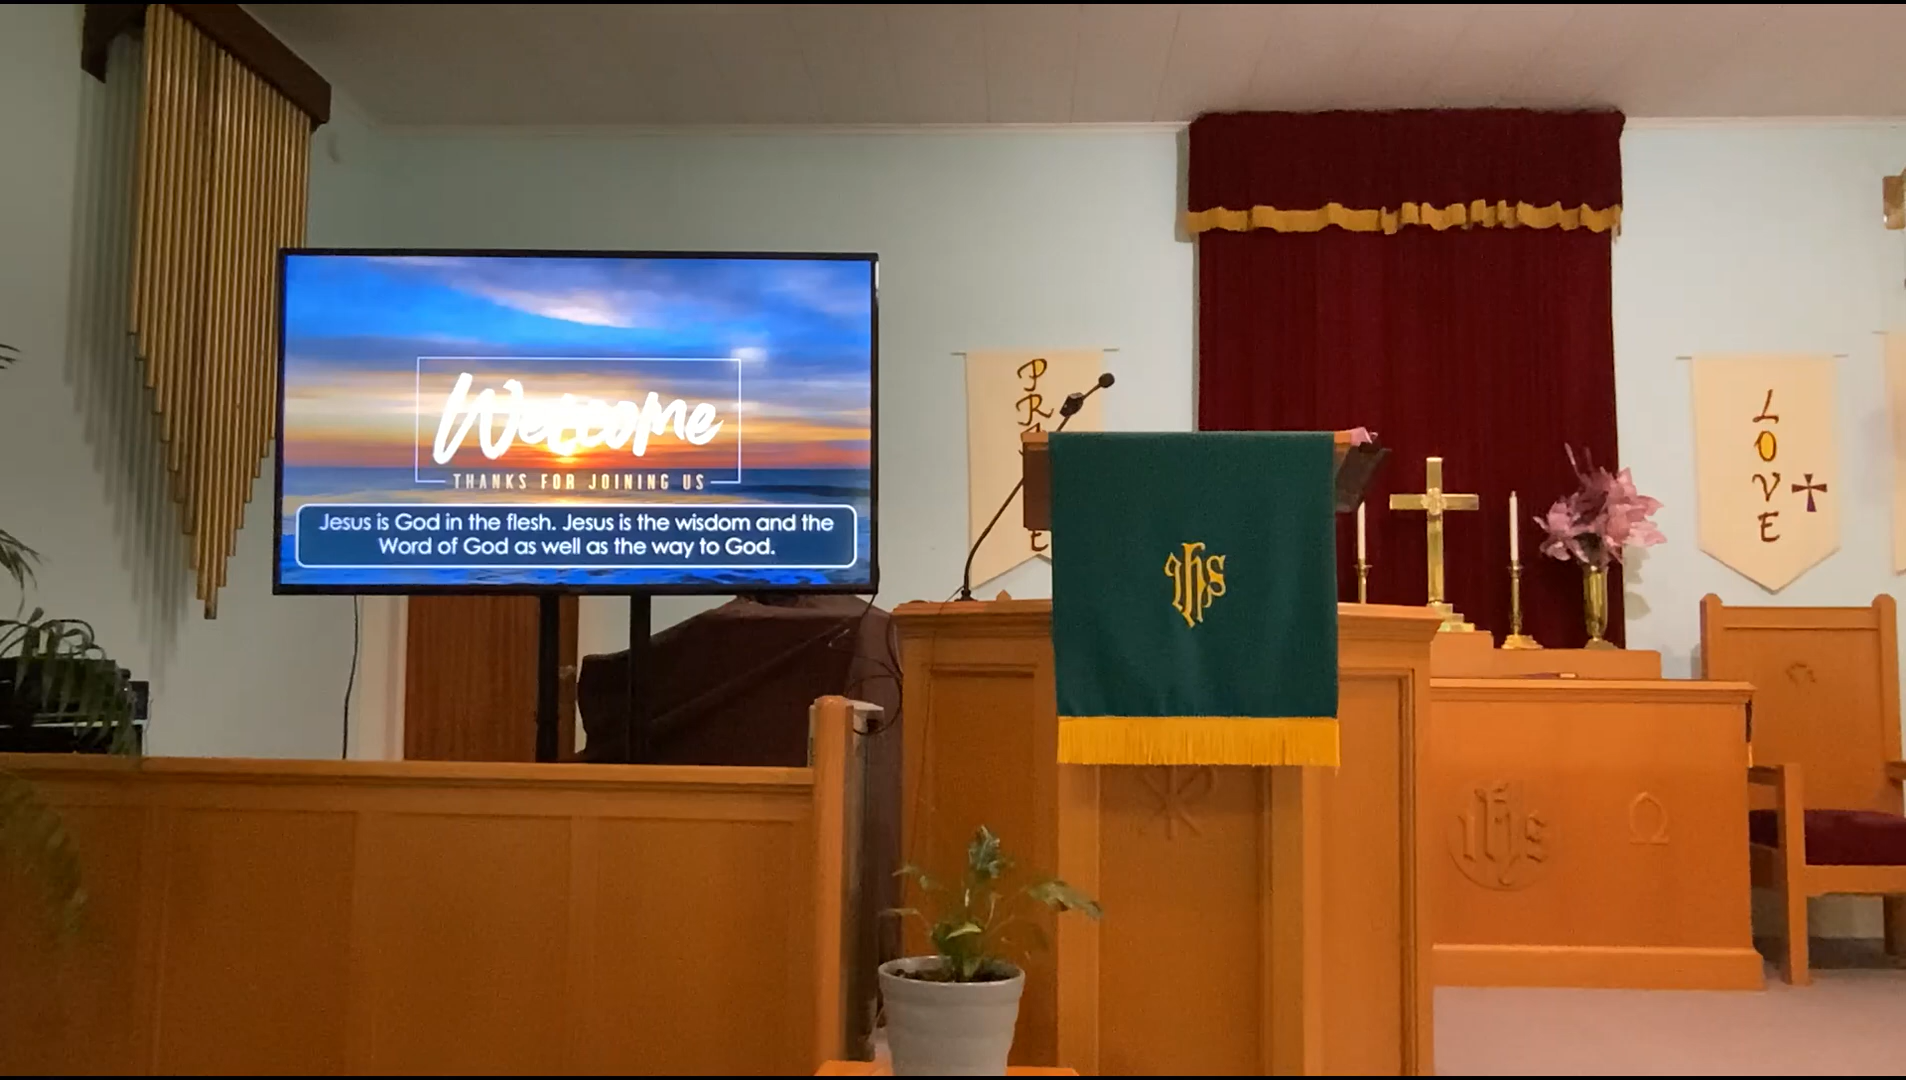 Welcome
THANKS FOR JOINING US
Jesus is God in the flesh. Jesus is the wisdom and the
Word of God as well as the way to God.
LOVE
ihs
ihs
Ω